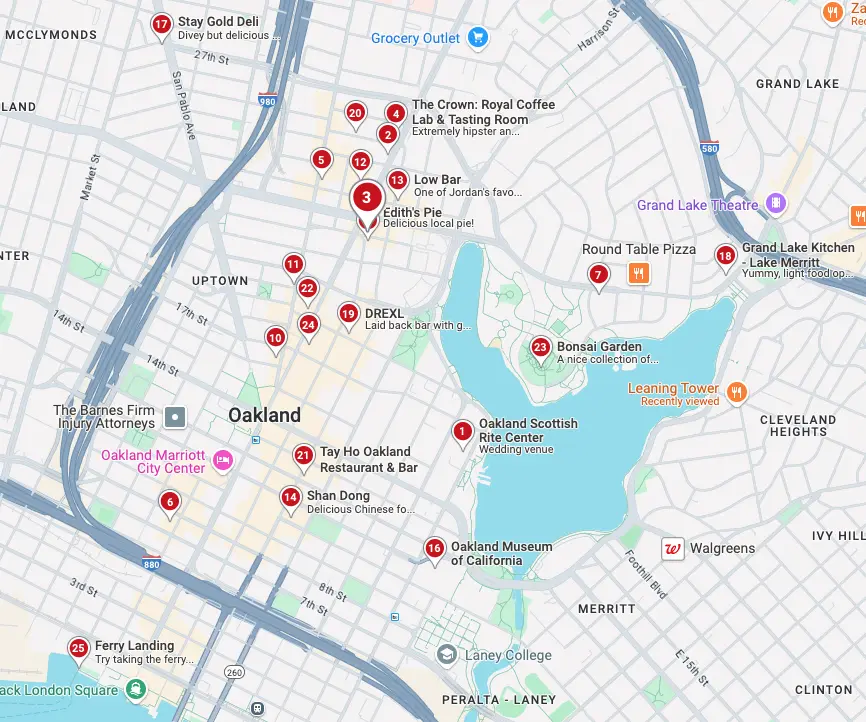 17
Stay Gold Deli
Divey but delicious ...
MCCLYMONDS
27th St
Grocery Outlet
Harrison St
Za
Rec
GRAND LAKE
LAND
980
San Pablo Ave
20
4
The Crown: Royal Coffee
Lab & Tasting Room
Extremely hipster an...
2
580
Market St
5
12
13
Low Bar
One of Jordan's favo...
3
Edith's Pie
Delicious local pie!
Grand Lake Theatre
NTER
UPTOWN
11
22
Round Table Pizza
7
18
Grand Lake Kitchen
- Lake Merritt
Yummy, light food op...
14th St
17th St
24
19
DREXL
Laid back bar with g...
10
23
Bonsai Garden
A nice collection of...
14th St
Leaning Tower
Recently viewed
The Barnes Firm
Injury Attorneys
Oakland
1
Oakland Scottish
Rite Center
Wedding venue
CLEVELAND
HEIGHTS
Oakland Marriott
City Center
21
Tay Ho Oakland
Restaurant & Bar
6
14
Shan Dong
Delicious Chinese fo...
16
Oakland Museum
of California
Walgreens
IVY HILL
880
3rd St
8th St
7th St
Foothill Blvd
MERRITT
25
Ferry Landing
Try taking the ferry...
Laney College
E 15th St
260
ack London Square
PERALTA - LANEY
CLINTON